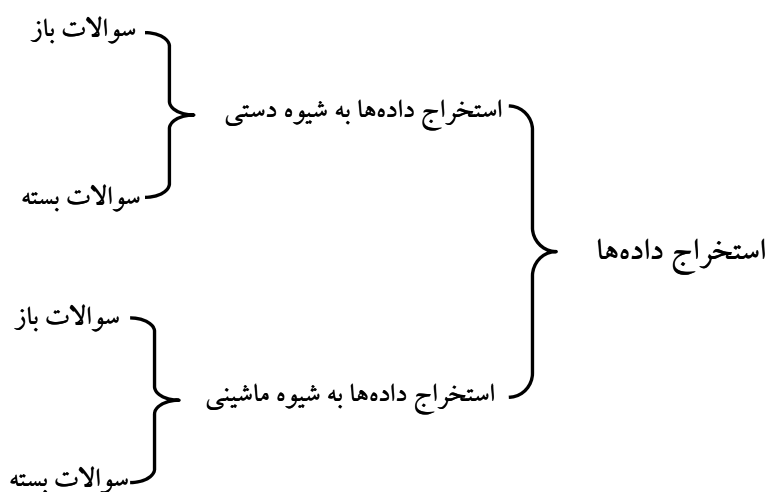 استخراج داده‌ها
استخراج داده‌ها به شیوه دستی
سوالات باز
سوالات بسته
استخراج داده‌ها به شیوه ماشینی
سوالات باز
سوالات بسته